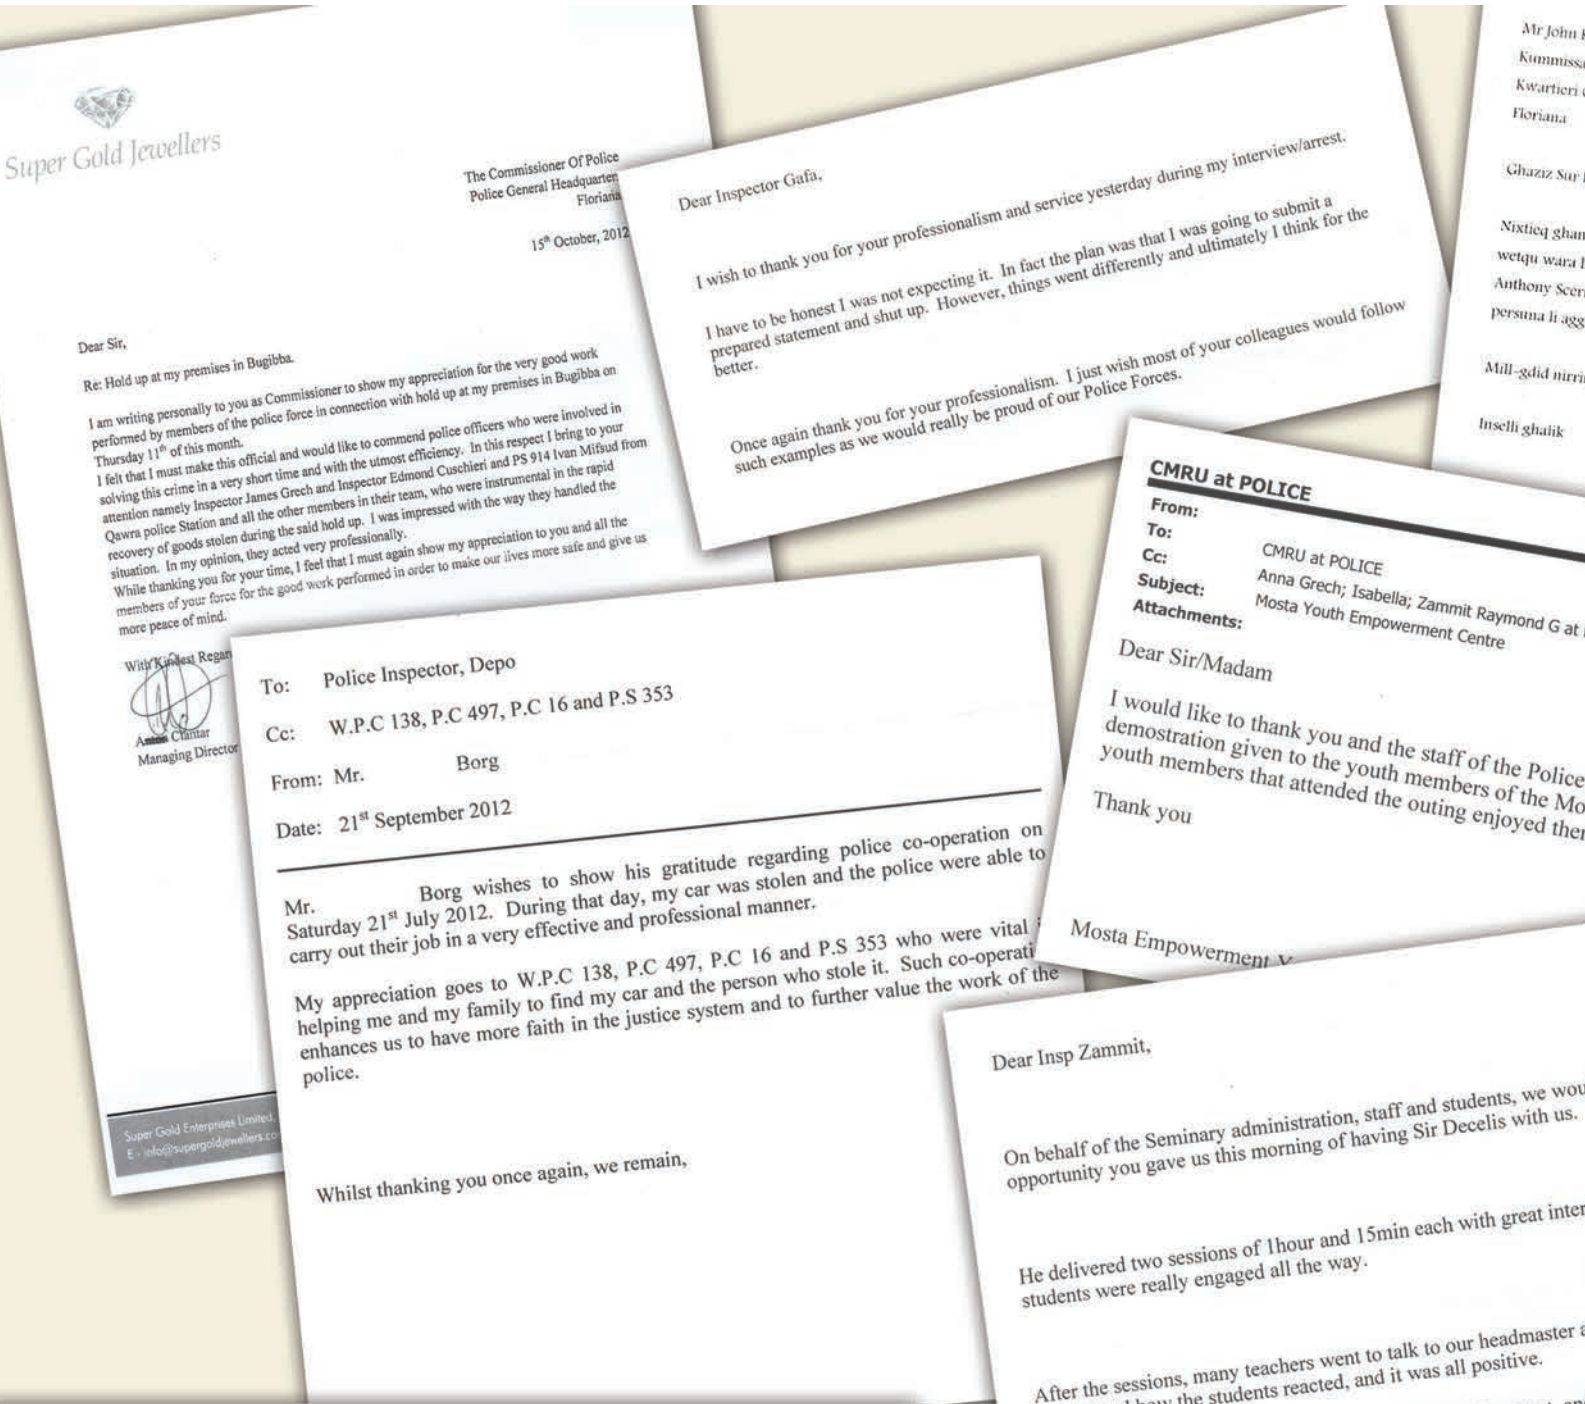 Super Gold Jewellers
The Commissioner Of Police
Police General Headquarter
Floriana
15th October, 2012
Dear Sir,
Re: Hold up at my premises in Bugibba.
I am writing personally to you as Commissioner to show my appreciation for the very good work
performed by members of the police force in connection with hold up at my premises in Bugibba on
Thursday 11th of this month.
I felt that I must make this official and would like to commend police officers who were involved in
solving this crime in a very short time and with the utmost efficiency. In this respect I bring to your
attention namely Inspector James Grech and Inspector Edmond Cuschieri and PS 914 Ivan Mifsud from
Qawra police Station and all the other members in their team, who were instrumental in the rapid
recovery of goods stolen during the said hold up. I was impressed with the way they handled the
situation. In my opinion, they acted very professionally.
While thanking you for your time, I feel that I must again show my appreciation to you and all the
members of your force for the good work performed in order to make our lives more safe and give us
more peace of mind.
With Kindest Regar
Managing Director
Super Gold Enterprises Limited,
E - info@supergoldjewellers.co
Dear Inspector Gafa,
I wish to thank you for your professionalism and service yesterday during my interview/arrest.
I have to be honest I was not expecting it. In fact the plan was that I was going to submit a
prepared statement and shut up. However, things went differently and ultimately I think for the
better.
Once again thank you for your professionalism. I just wish most of your colleagues would follow
such examples as we would really be proud of our Police Forces.
Mr John
Kummissa
Kwartieri
Floriana
Ghaziz Sur
Nixtieq ghan
wetqu wara
Anthony Scer
persuna li agg
Mill-gdid nirri
Inselli ghalik
To: Police Inspector, Depo
Cc: W.P.C 138, P.C 497, P.C 16 and P.S 353
From: Mr. Borg
Date: 21st September 2012
Mr. Borg wishes to show his gratitude regarding police co-operation on
Saturday 21st July 2012. During that day, my car was stolen and the police were able to
carry out their job in a very effective and professional manner.
My appreciation goes to W.P.C 138, P.C 497, P.C 16 and P.S 353 who were vital
helping me and my family to find my car and the person who stole it. Such co-operati
enhances us to have more faith in the justice system and to further value the work of the
police.
Whilst thanking you once again, we remain,
CMRU at POLICE
From:
To: CMRU at POLICE
Cc: Anna Grech; Isabella; Zammit Raymond G at
Subject: Mosta Youth Empowerment Centre
Attachments:
Dear Sir/Madam
I would like to thank you and the staff of the Police
demostration given to the youth members of the Mo
youth members that attended the outing enjoyed ther
Thank you
Mosta Empowerment Y
Dear Insp Zammit,
On behalf of the Seminary administration, staff and students, we wou
opportunity you gave us this morning of having Sir Decelis with us.
He delivered two sessions of 1hour and 15min each with great inter
students were really engaged all the way.
After the sessions, many teachers went to talk to our headmaster a
how the students reacted, and it was all positive.